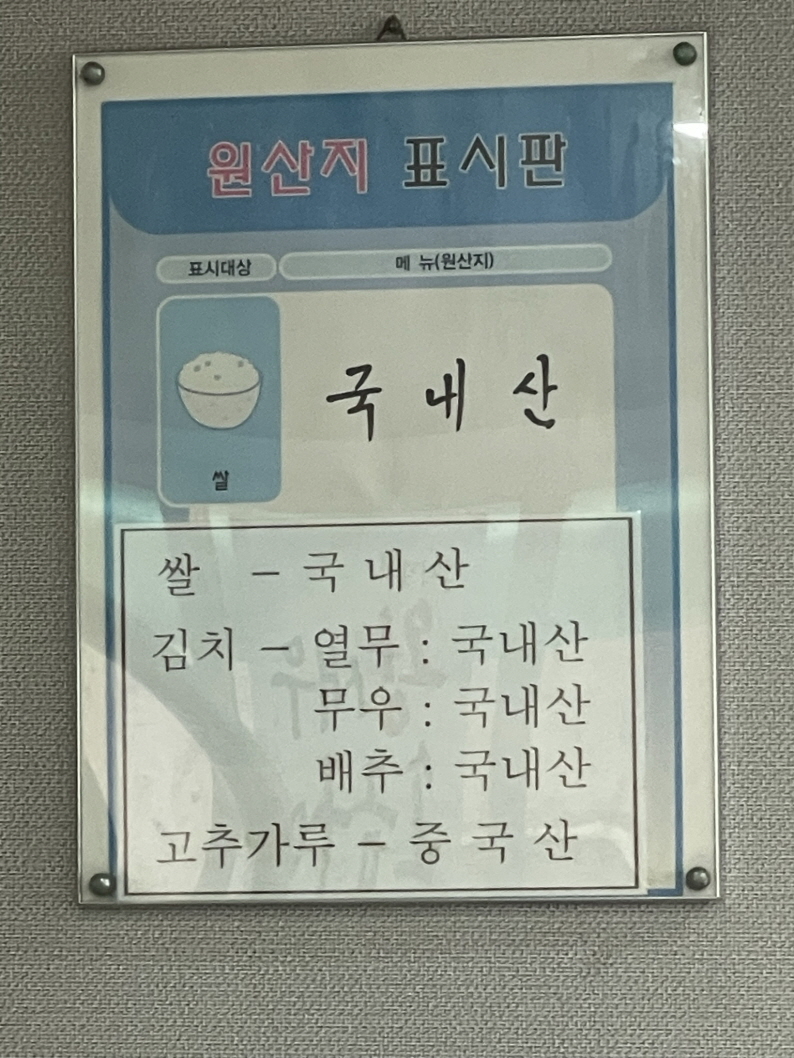 원산지 표시판
표시대상 메 뉴(원산지)
국 내 산
쌀
쌀 - 국 내 산
김치 - 열무 : 국내산
무우 : 국내산
배추 : 국내산
고추가루 - 중 국 산